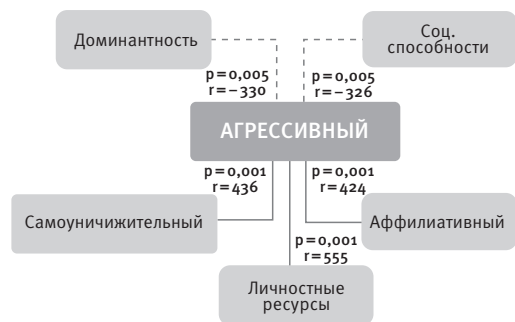 Доминантность
Соц.
способности
p=0,005
r=–330
p=0,005
r=–326
АГРЕССИВНЫЙ
p=0,001
r=436
p=0,001
r=424
Самоуничижительный
Аффилиативный
p=0,001
r=555
Личностные
ресурсы